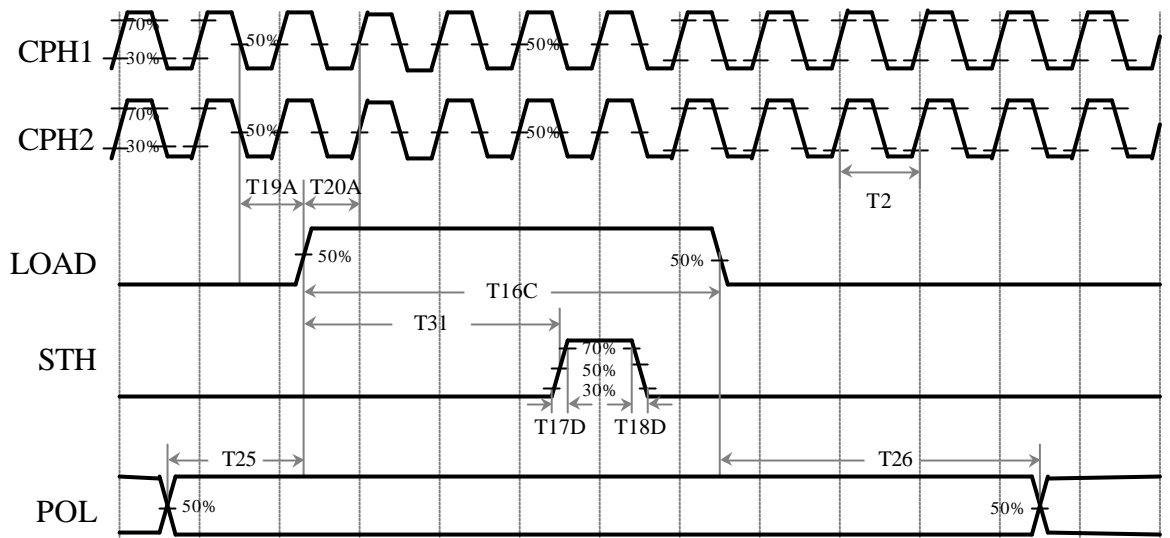 70%
CPH1
50%
50%
30%
70%
CPH2
50%
50%
30%
T19A
T20A
T2
LOAD
50%
50%
T16C
T31
STH
70%
50%
30%
T17D
T18D
T25
T26
POL
50%
50%